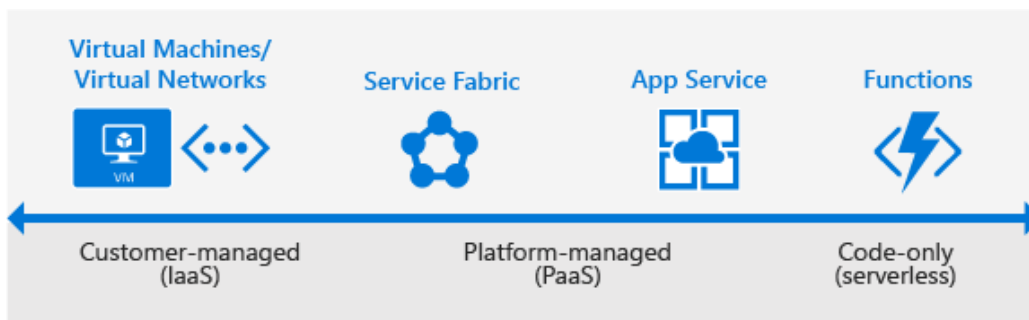 Virtual Machines/
Virtual Networks
Service Fabric
App Service
Functions
VM
Customer-managed
(IaaS)
Platform-managed
(PaaS)
Code-only
(serverless)